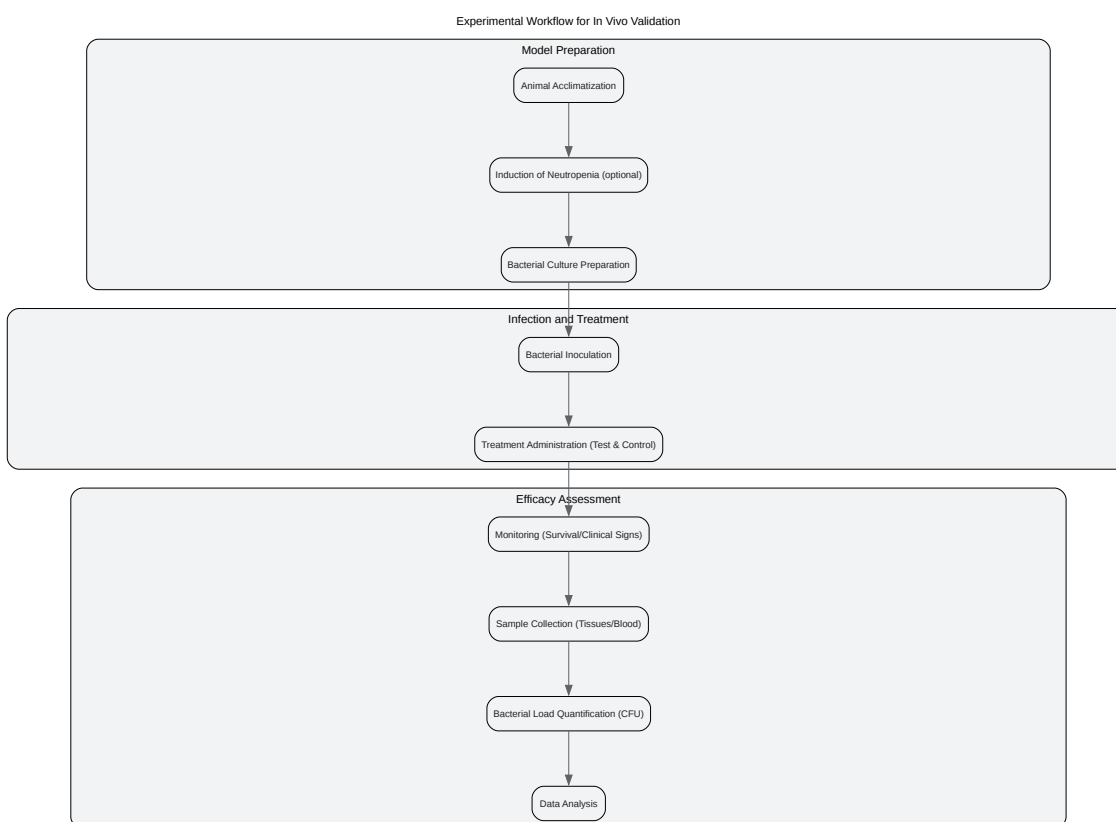 Experimental Workflow for In Vivo Validation
Model Preparation
Animal Acclimatization
Induction of Neutropenia (optional)
Bacterial Culture Preparation
Infection and Treatment
Bacterial Inoculation
Treatment Administration (Test & Control)
Efficacy Assessment
Monitoring (Survival/Clinical Signs)
Sample Collection (Tissues/Blood)
Bacterial Load Quantification (CFU)
Data Analysis